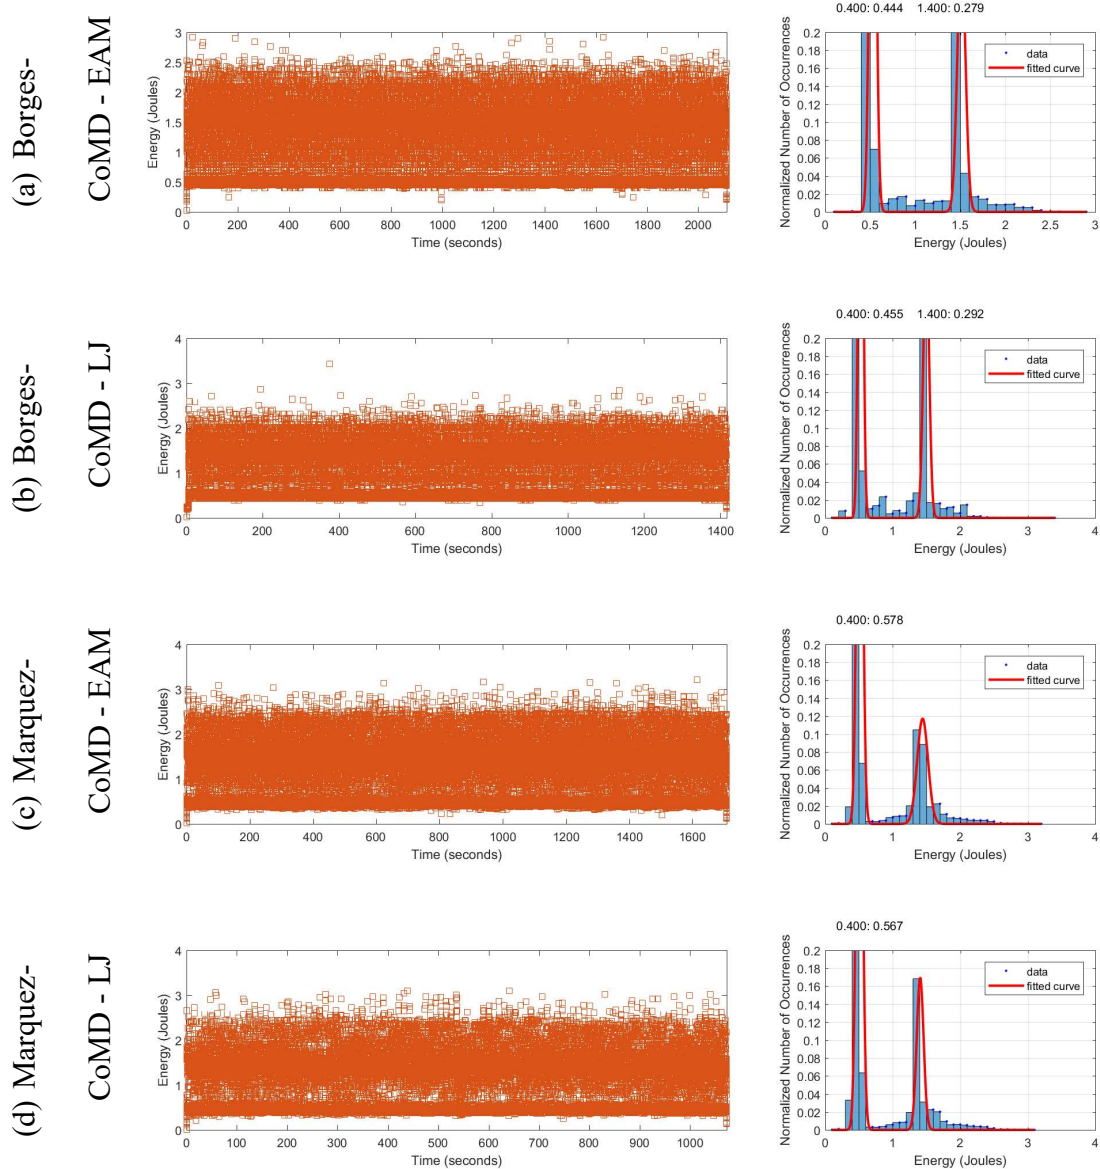 (a) Borges-
CoMD - EAM
Energy (Joules)
3
2.5
2
1.5
1
0.5
0
0 200 400 600 800 1000 1200 1400 1600 1800 2000
Time (seconds)
0.400: 0.444 1.400: 0.279
Normalized Number of Occurrences
0.2
0.18
0.16
0.14
0.12
0.1
0.08
0.06
0.04
0.02
0
data
fitted curve
0 0.5 1 1.5 2 2.5 3
Energy (Joules)
(b) Borges-
CoMD - LJ
Energy (Joules)
4
3
2
1
0
0 200 400 600 800 1000 1200 1400
Time (seconds)
0.400: 0.455 1.400: 0.292
Normalized Number of Occurrences
0.2
0.18
0.16
0.14
0.12
0.1
0.08
0.06
0.04
0.02
0
data
fitted curve
0 1 2 3 4
Energy (Joules)
(c) Marquez-
CoMD - EAM
Energy (Joules)
4
3
2
1
0
0 200 400 600 800 1000 1200 1400 1600
Time (seconds)
0.400: 0.578
Normalized Number of Occurrences
0.2
0.18
0.16
0.14
0.12
0.1
0.08
0.06
0.04
0.02
0
data
fitted curve
0 1 2 3 4
Energy (Joules)
(d) Marquez-
CoMD - LJ
Energy (Joules)
4
3
2
1
0
0 100 200 300 400 500 600 700 800 900 1000
Time (seconds)
0.400: 0.567
Normalized Number of Occurrences
0.2
0.18
0.16
0.14
0.12
0.1
0.08
0.06
0.04
0.02
0
data
fitted curve
0 1 2 3 4
Energy (Joules)